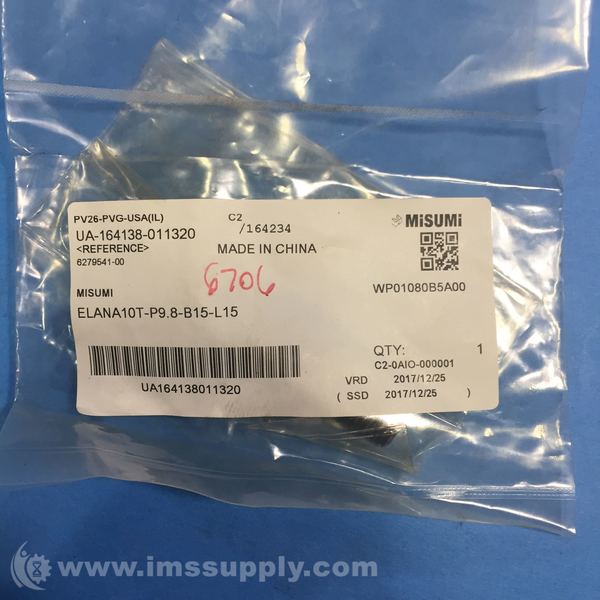 PV26-PVG-USA(IL) C2
UA-164138-011320 /164234
<REFERENCE> MADE IN CHINA
6279541-00
MiSUMi
6706
WP01080B5A00
MISUMI
ELANA10T-P9.8-B15-L15
QTY: 1
C2-0AIO-000001
VRD 2017/12/25
( SSD 2017/12/25 )
UA164138011320
www.imssupply.com